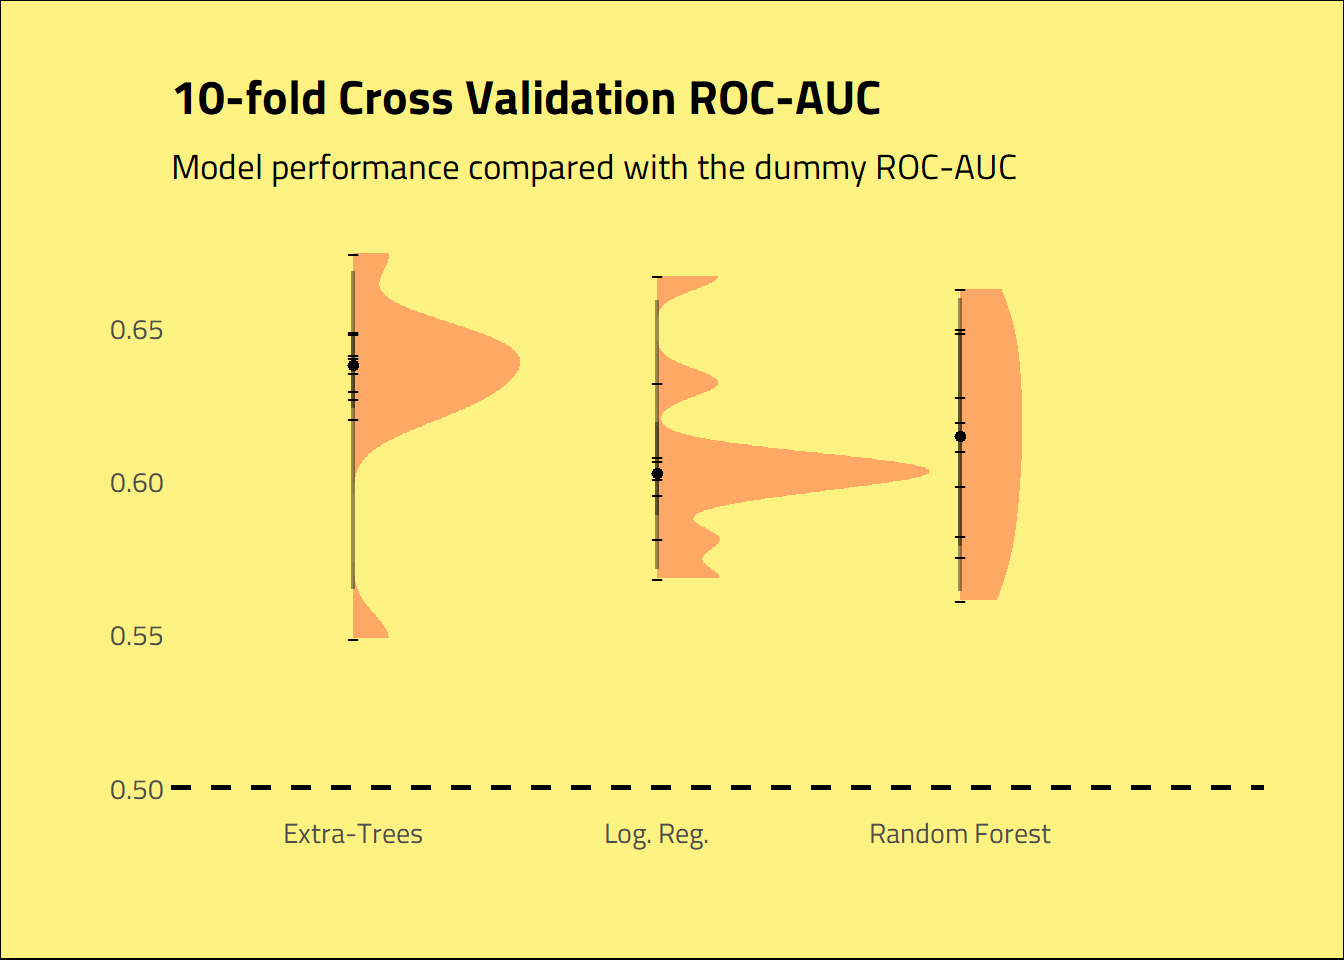 10-fold Cross Validation ROC-AUC
Model performance compared with the dummy ROC-AUC
0.65
0.60
0.55
0.50
Extra-Trees Log. Reg. Random Forest